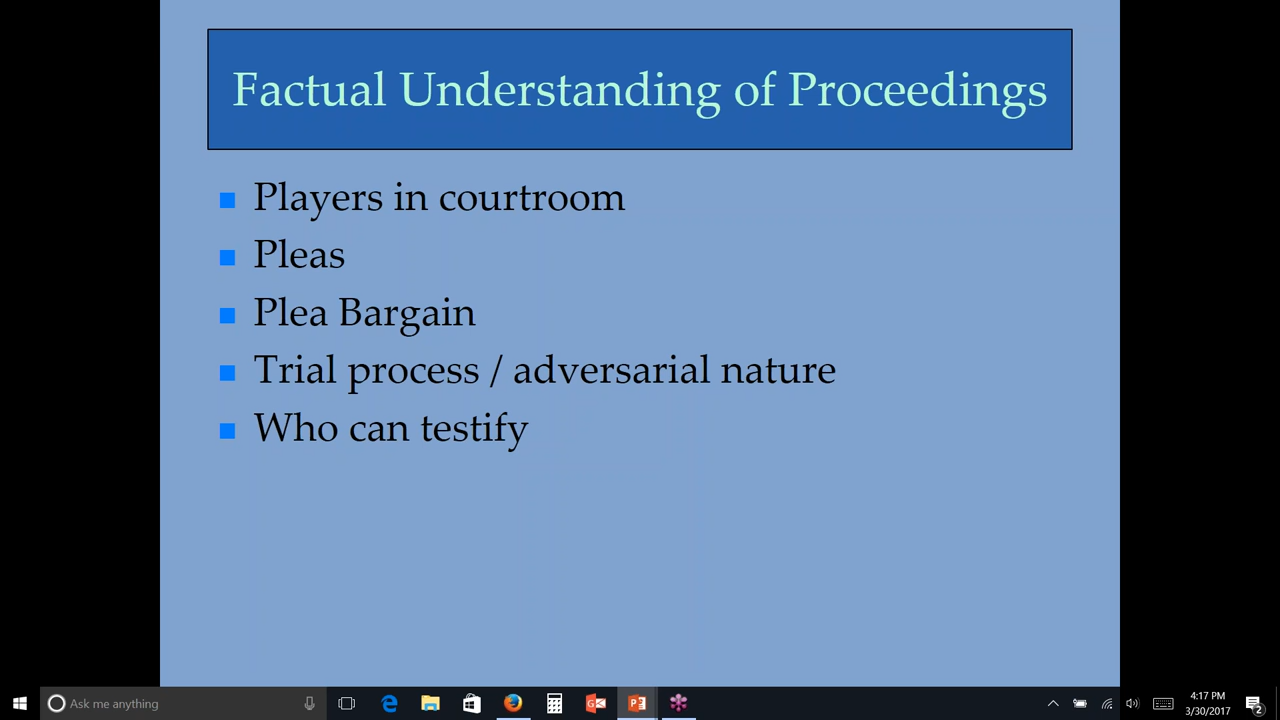 Factual Understanding of Proceedings
Players in courtroom
Pleas
Plea Bargain
Trial process / adversarial nature
Who can testify
Ask me anything
4:17 PM
3/30/2017
2